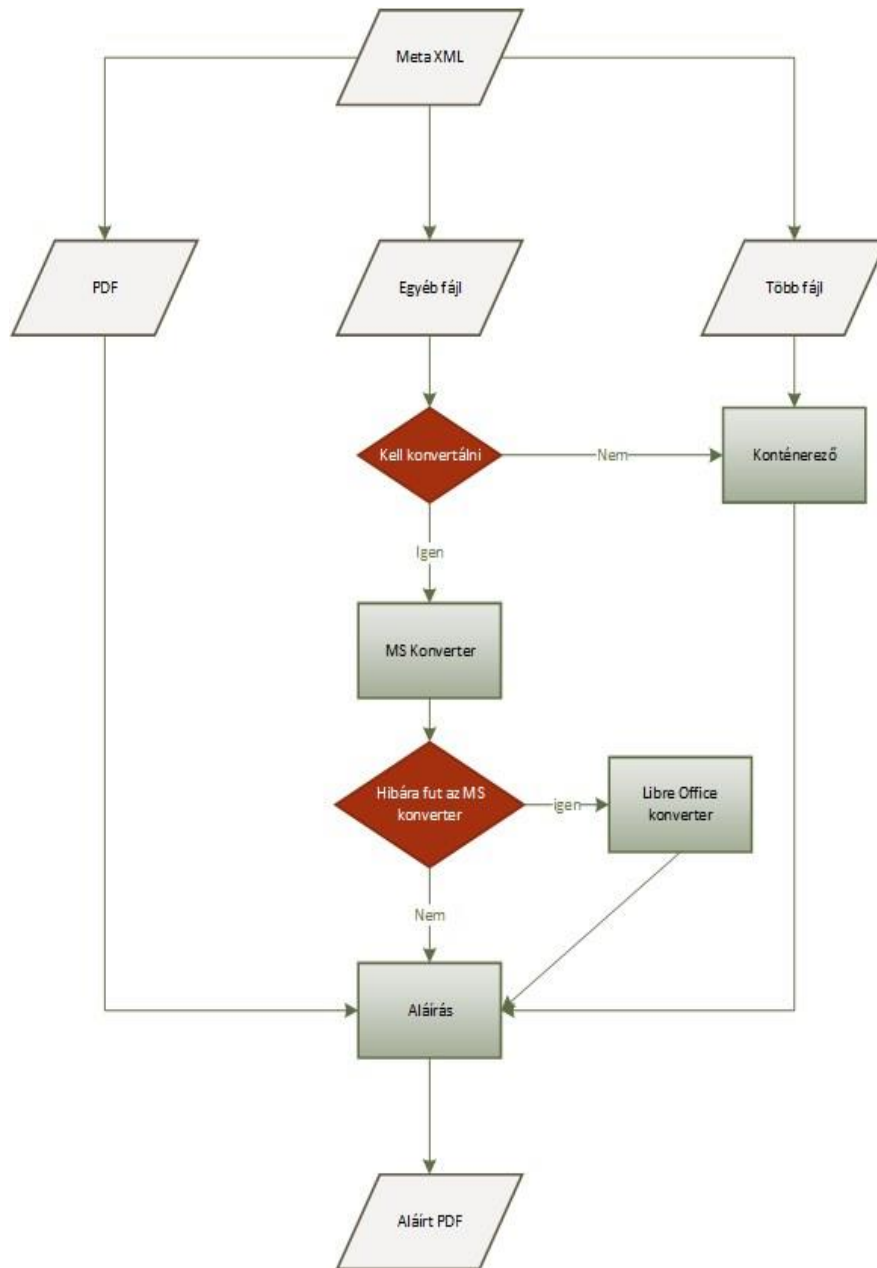 Meta XML
PDF
Egyéb fájl
Több fájl
Kell konvertálni
Nem
Konténerező
Igen
MS Konverter
Hibára fut az MS
konverter
igen
Libre Office
konverter
Nem
Aláírás
Aláírt PDF